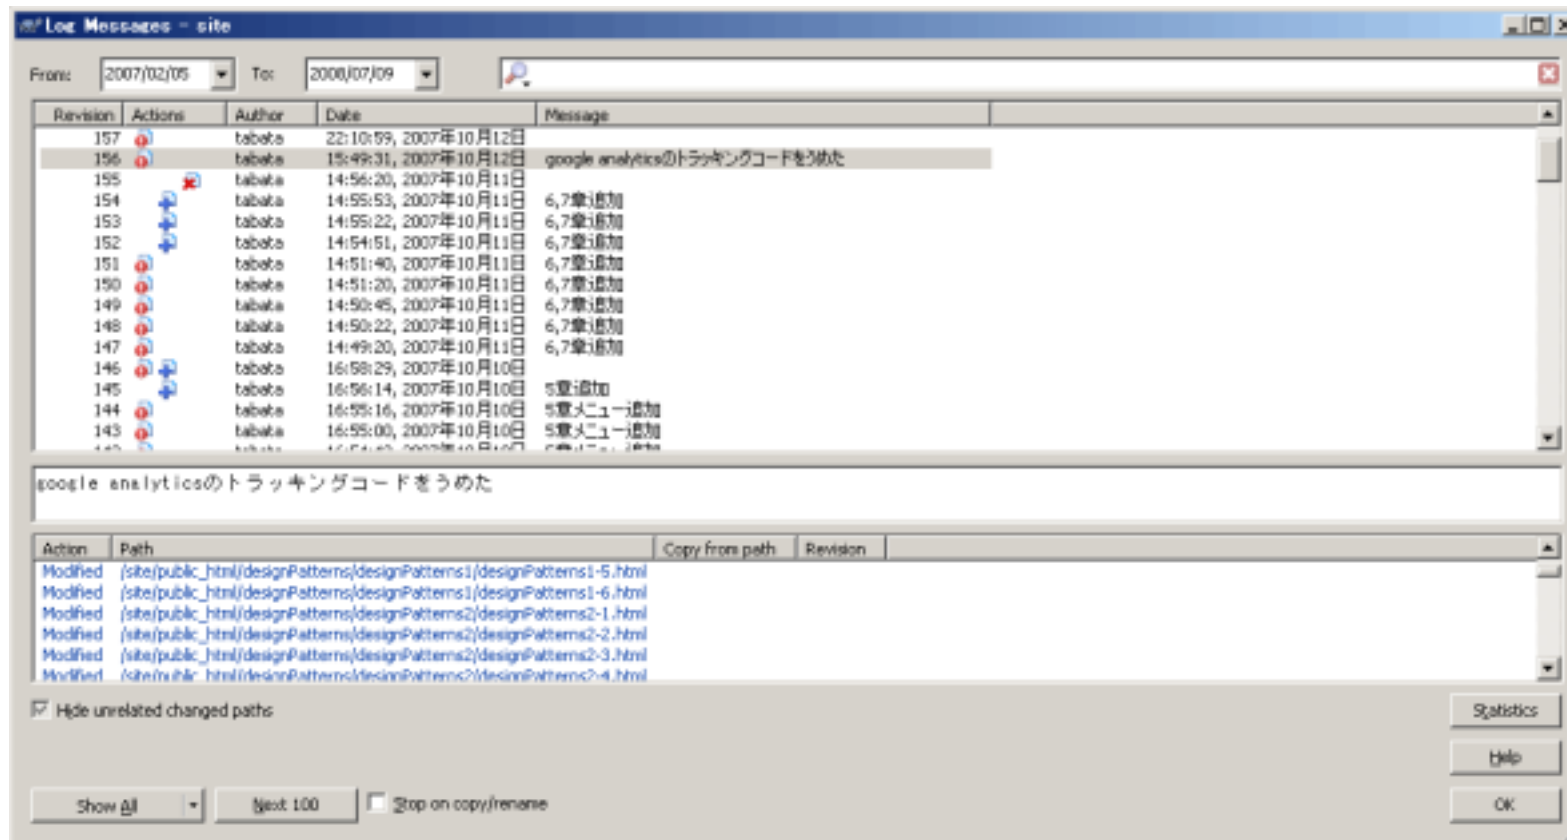 Log Messages - site
From: 2007/02/05 To: 2008/07/09
Revision Actions Author Date Message
157 tabata 22:10:59, 2007年10月12日
156 tabata 15:49:31, 2007年10月12日 google analyticsのトラッキングコードをうめた
155 tabata 14:56:20, 2007年10月11日
154 tabata 14:55:53, 2007年10月11日 6,7章追加
153 tabata 14:55:22, 2007年10月11日 6,7章追加
152 tabata 14:54:51, 2007年10月11日 6,7章追加
151 tabata 14:51:40, 2007年10月11日 6,7章追加
150 tabata 14:51:20, 2007年10月11日 6,7章追加
149 tabata 14:50:45, 2007年10月11日 6,7章追加
148 tabata 14:50:22, 2007年10月11日 6,7章追加
147 tabata 14:49:20, 2007年10月11日 6,7章追加
146 tabata 16:58:29, 2007年10月10日
145 tabata 16:56:14, 2007年10月10日 5章追加
144 tabata 16:55:16, 2007年10月10日 5章メニュー追加
143 tabata 16:55:00, 2007年10月10日 5章メニュー追加
google analyticsのトラッキングコードをうめた
Action Path Copy from path Revision
Modified /site/public_html/designPatterns/designPatterns1/designPatterns1-5.html
Modified /site/public_html/designPatterns/designPatterns1/designPatterns1-6.html
Modified /site/public_html/designPatterns/designPatterns2/designPatterns2-1.html
Modified /site/public_html/designPatterns/designPatterns2/designPatterns2-2.html
Modified /site/public_html/designPatterns/designPatterns2/designPatterns2-3.html
Modified /site/public_html/designPatterns/designPatterns2/designPatterns2-4.html
Hide unrelated changed paths
Statistics
Help
Show All Next 100 Stop on copy/rename OK